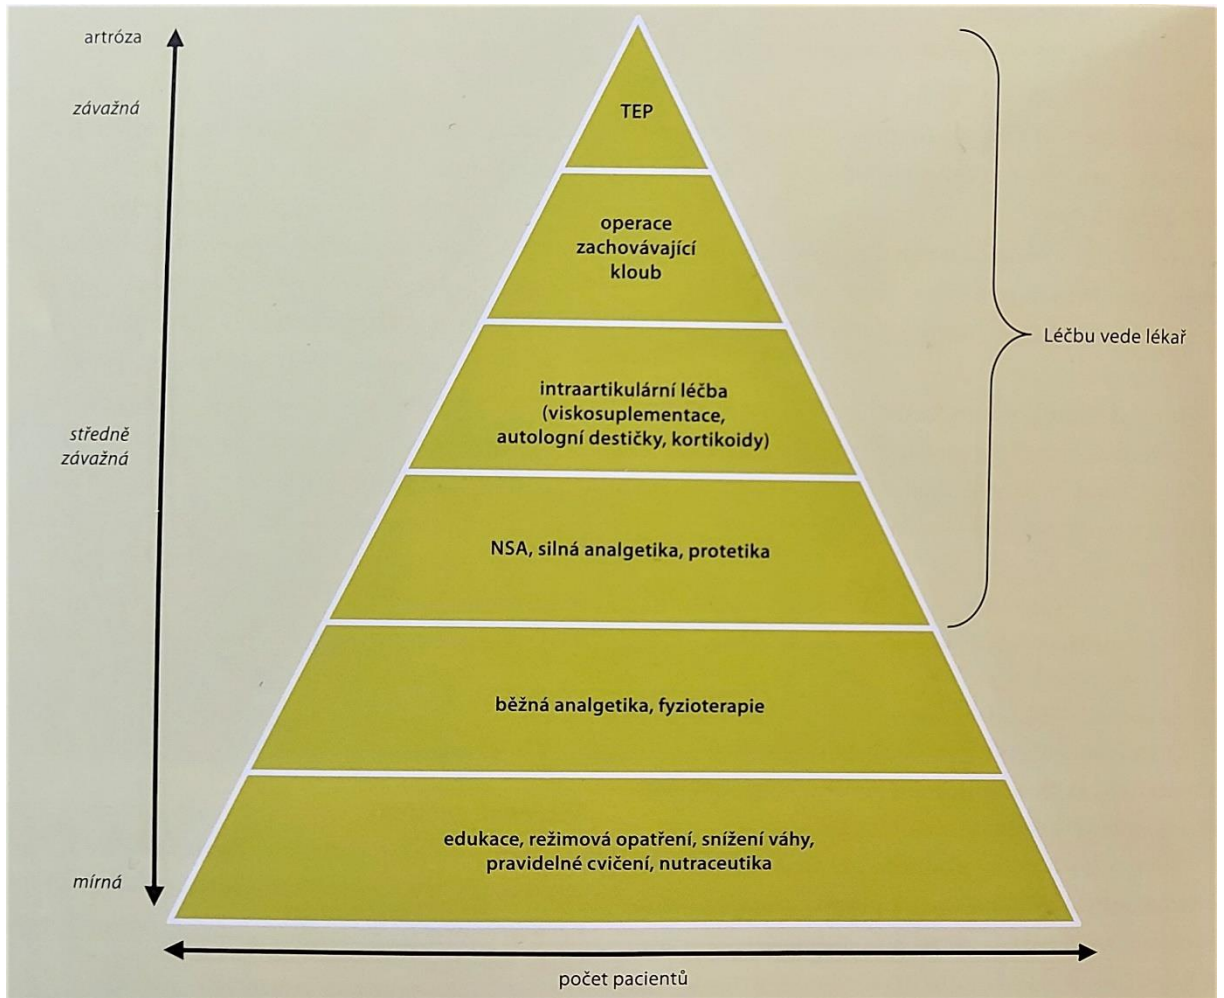 artróza
závažná
TEP
operace
zachovávající
kloub
Léčbu vede lékař
intraartikulární léčba
(viskosuplementace,
autologní destičky, kortikoidy)
středně
závažná
NSA, silná analgetika, protetika
běžná analgetika, fyzioterapie
edukace, režimová opatření, snížení váhy,
pravidelné cvičení, nutraceutika
mírná
počet pacientů